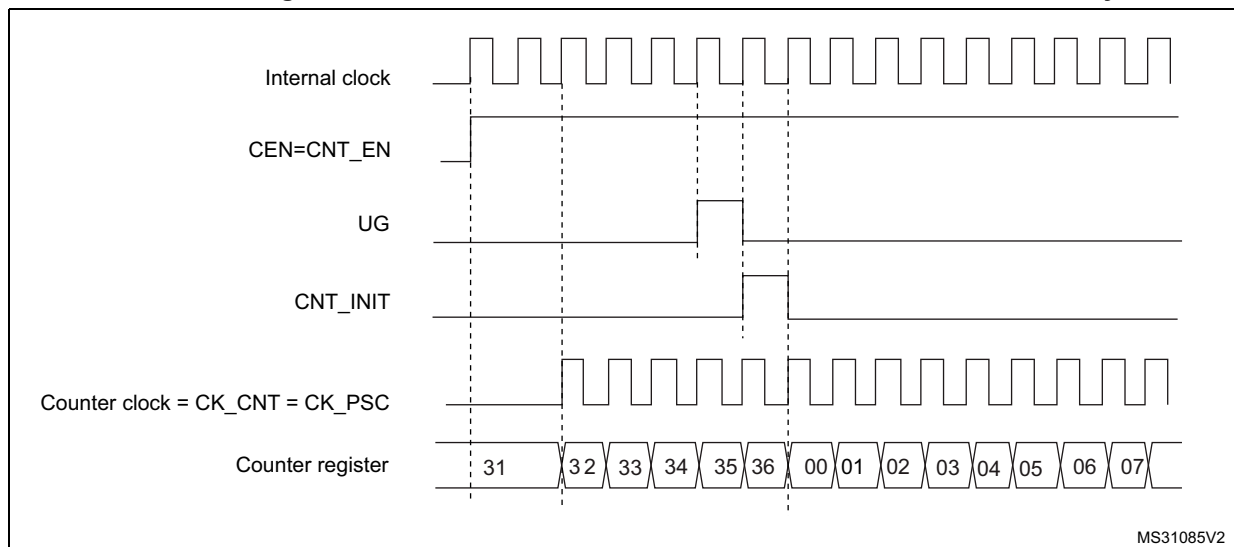 Internal clock
CEN=CNT_EN
UG
CNT_INIT
Counter clock = CK_CNT = CK_PSC
Counter register 31 32 33 34 35 36 00 01 02 03 04 05 06 07
MS31085V2